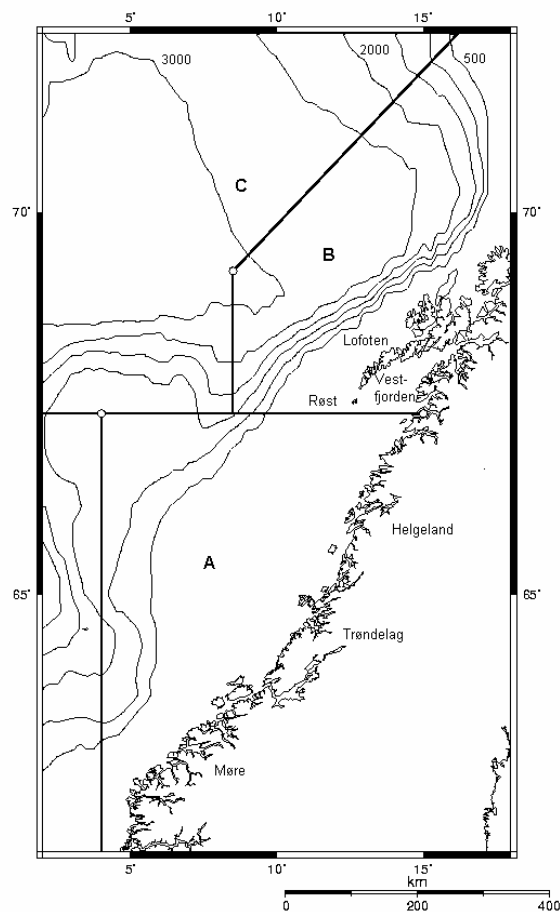 5° 10° 15°
3000 2000 500
C
70° 70°
B
Lofoten
Vest-
Røst fjorden
Helgeland
A
65° 65°
Trøndelag
Møre
5° 10° 15°
km
0 200 400